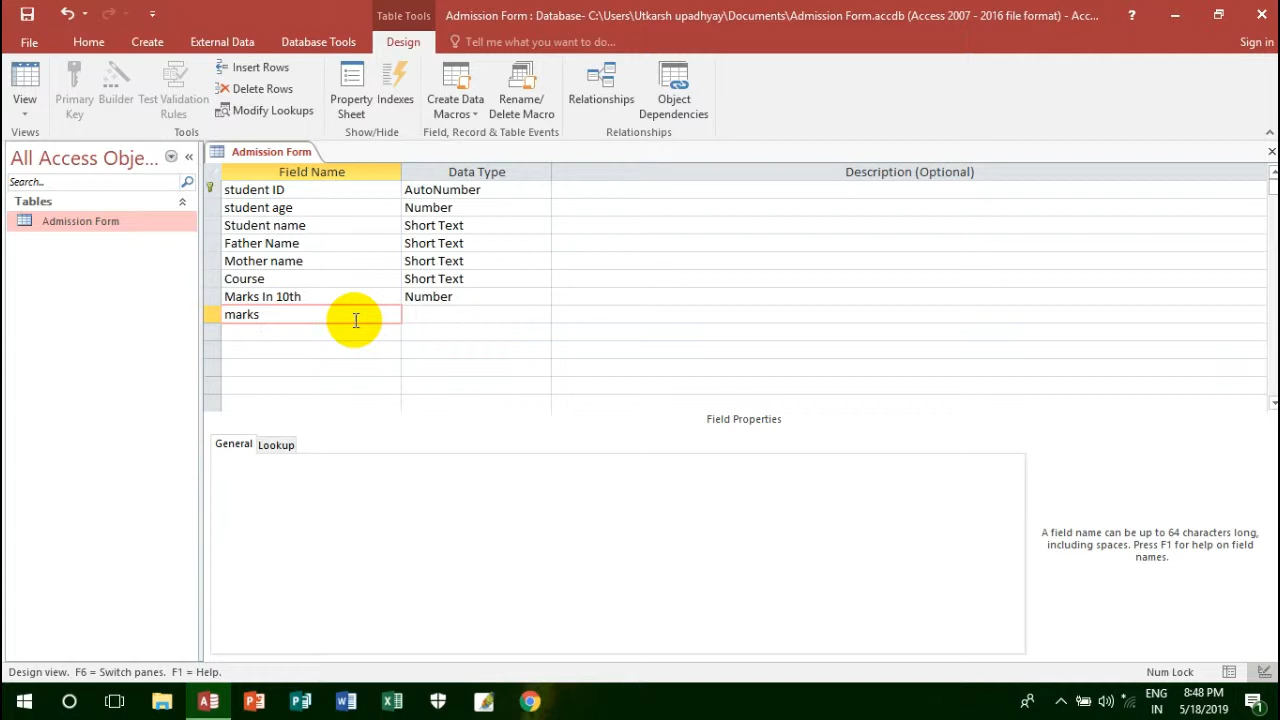 Table Tools
Admission Form : Database- C:\Users\Utkarsh upadhyay\Documents\Admission Form.accdb (Access 2007 - 2016 file format) - Acc...
?
File
Home
Create
External Data
Database Tools
Design
Tell me what you want to do...
Sign in
View
Primary Key
Builder
Test Validation Rules
Insert Rows
Delete Rows
Modify Lookups
Property Sheet
Indexes
Create Data Macros
Rename/ Delete Macro
Relationships
Object Dependencies
Views
Tools
Show/Hide
Field, Record & Table Events
Relationships
All Access Obje... «
Search...
Tables
Admission Form
Admission Form
Field Name Data Type Description (Optional)
student ID AutoNumber
student age Number
Student name Short Text
Father Name Short Text
Mother name Short Text
Course Short Text
Marks In 10th Number
marks
Field Properties
General Lookup
A field name can be up to 64 characters long,
including spaces. Press F1 for help on field
names.
Design view. F6 = Switch panes. F1 = Help.
Num Lock
ENG
IN
8:48 PM
5/18/2019
1